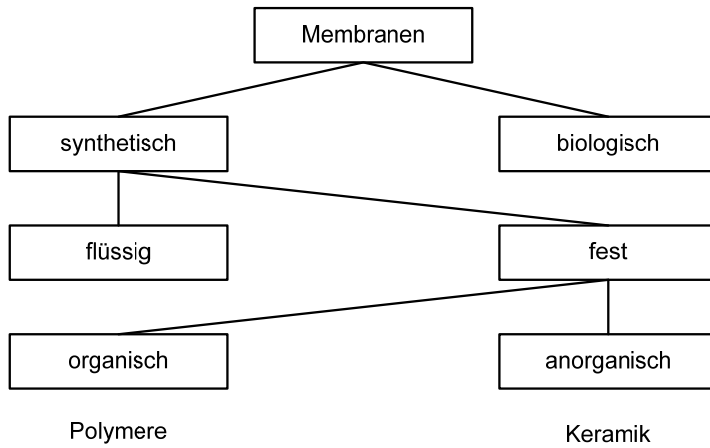 Membranen
synthetisch
biologisch
flüssig
fest
organisch
anorganisch
Polymere
Keramik